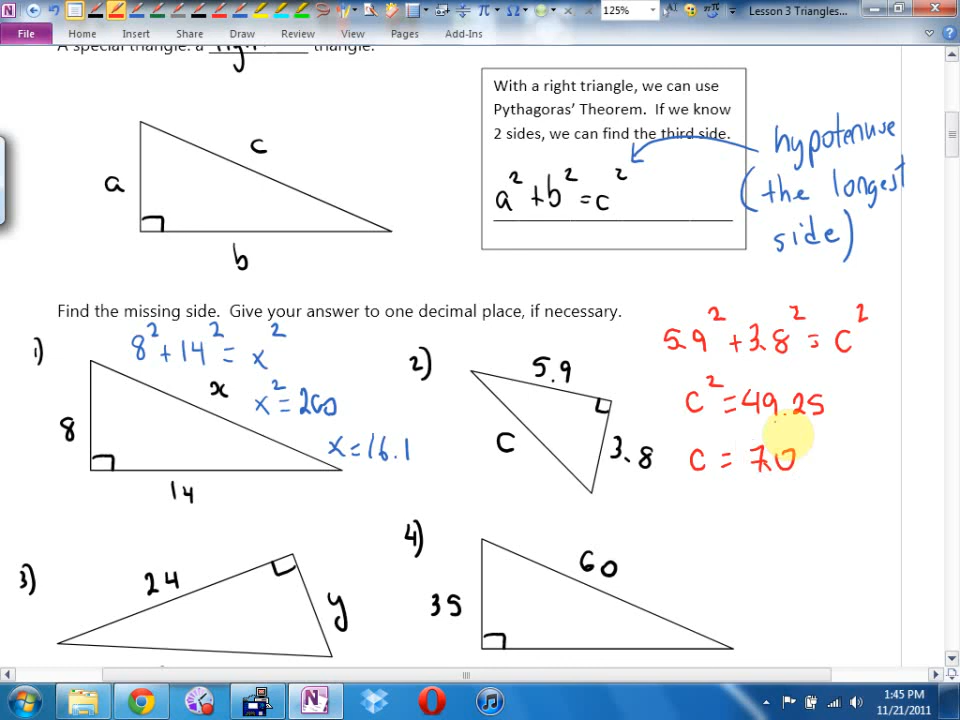 125%
Lesson 3 Triangles...
File Home Insert Share Draw Review View Pages Add-Ins
A special triangle: a right triangle.
With a right triangle, we can use
Pythagoras' Theorem. If we know
2 sides, we can find the third side.
a² + b² = c²
hypotenuse
(the longest
side)
a
c
b
Find the missing side. Give your answer to one decimal place, if necessary.
1)
8² + 14² = x²
x² = 260
x = 16.1
x
8
14
2)
5.9
C
3.8
5.9² + 3.8² = c²
c² = 49.25
c = 7.0
3)
24
y
4)
60
35
1:45 PM
11/21/2011